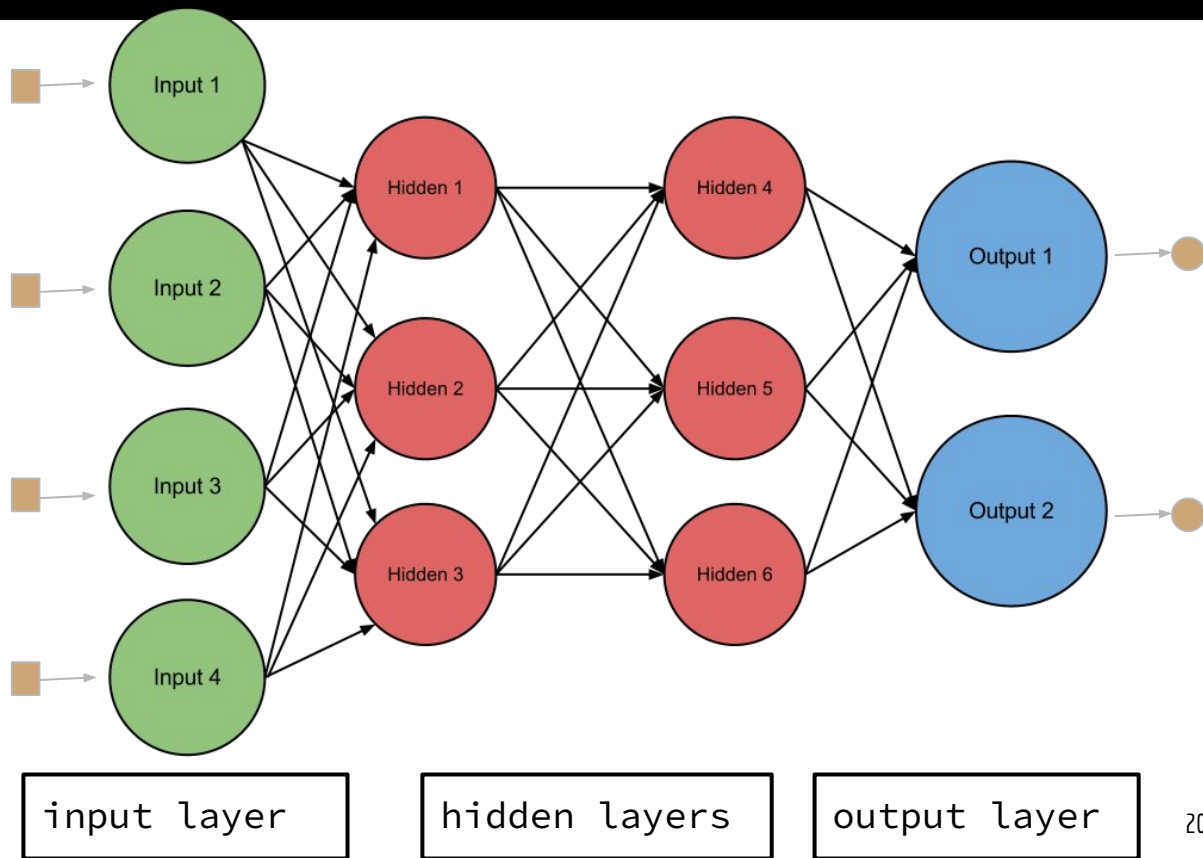 Input 1
Input 2
Input 3
Input 4
Hidden 1
Hidden 2
Hidden 3
Hidden 4
Hidden 5
Hidden 6
Output 1
Output 2
input layer
hidden layers
output layer
20